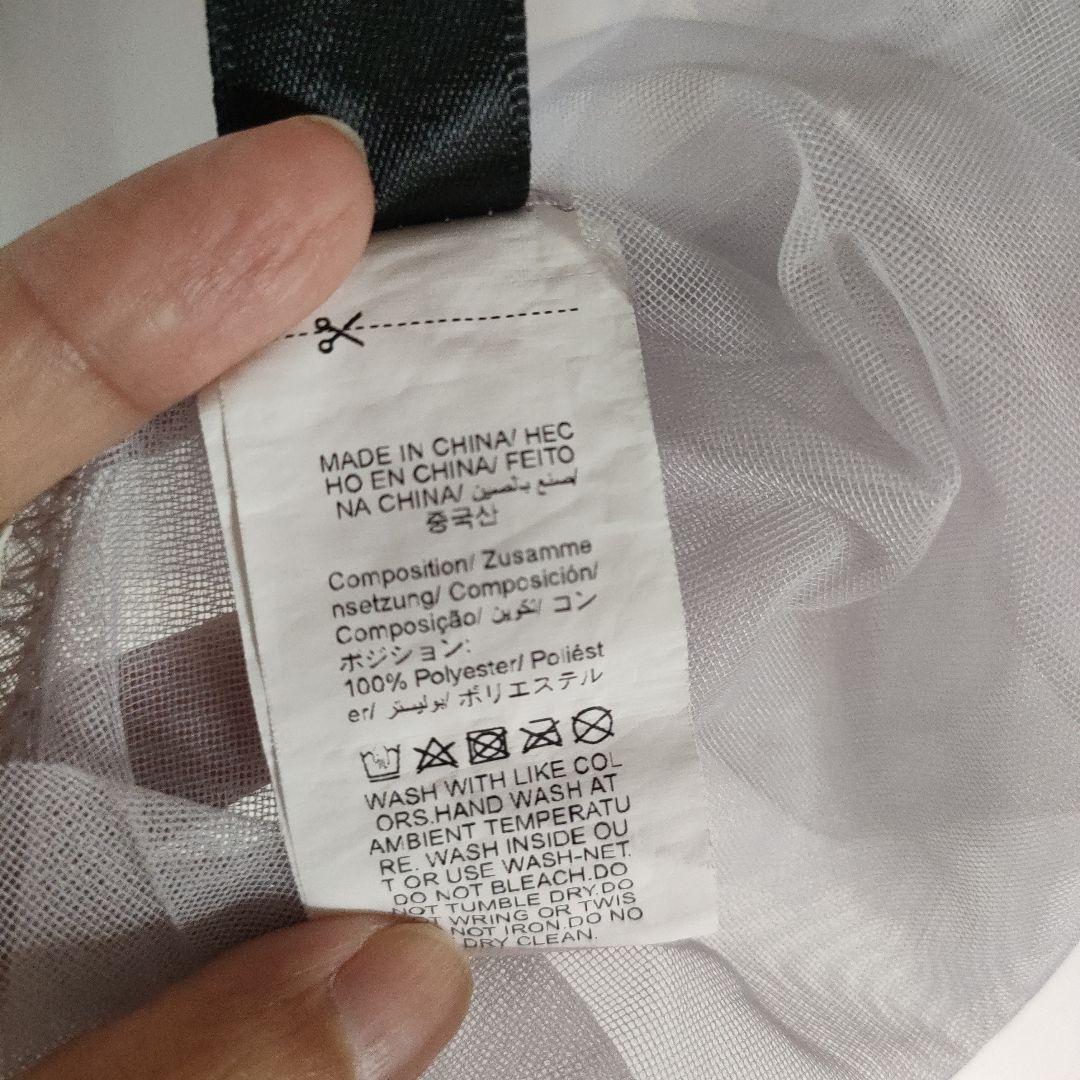 MADE IN CHINA/ HEC
HO EN CHINA/ FEITO
NA CHINA/ صنع بالصين/
중국산
Composition/ Zusamme
nsetzung/ Composición/
Composição/ تكوين/ コン
ポジション:
100% Polyester/ Poliést
er/ بوليستر/ ポリエステル
WASH WITH LIKE COL
ORS.HAND WASH AT
AMBIENT TEMPERATU
RE. WASH INSIDE OU
T OR USE WASH-NET.
DO NOT BLEACH.DO
NOT TUMBLE DRY.DO
WRING OR TWIS
NOT IRON.DO NO
DRY CLEAN.